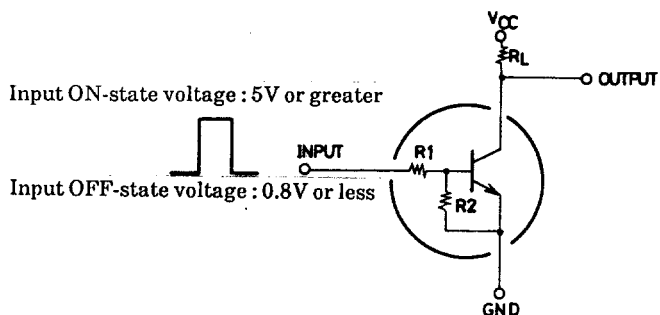 VCC
RL
OUTPUT
Input ON-state voltage : 5V or greater
INPUT
R1
Input OFF-state voltage : 0.8V or less
R2
GND